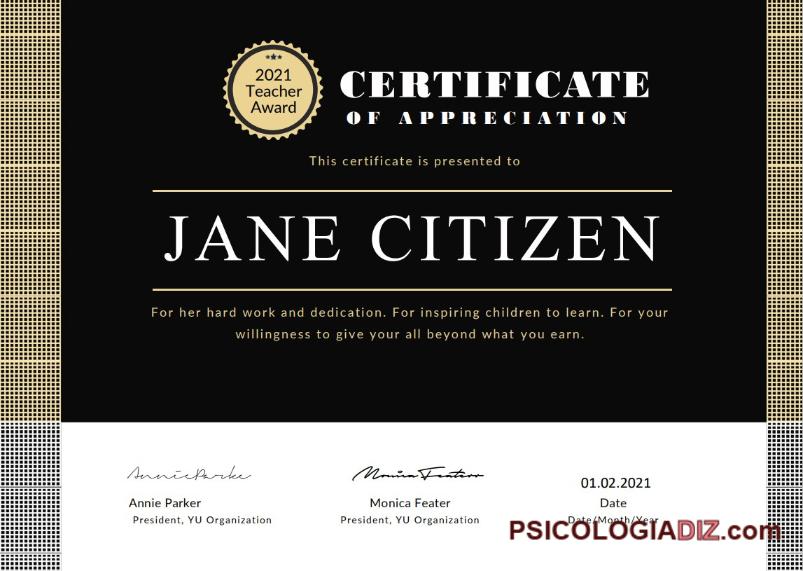 2021
Teacher
Award
CERTIFICATE
OF APPRECIATION
This certificate is presented to
JANE CITIZEN
For her hard work and dedication. For inspiring children to learn. For your
willingness to give your all beyond what you earn.
AnnieParke
Monica Feater
01.02.2021
Annie Parker
Monica Feater
Date
President, YU Organization
President, YU Organization
Date/Month/Year
PSICOLOGIADIZ.com